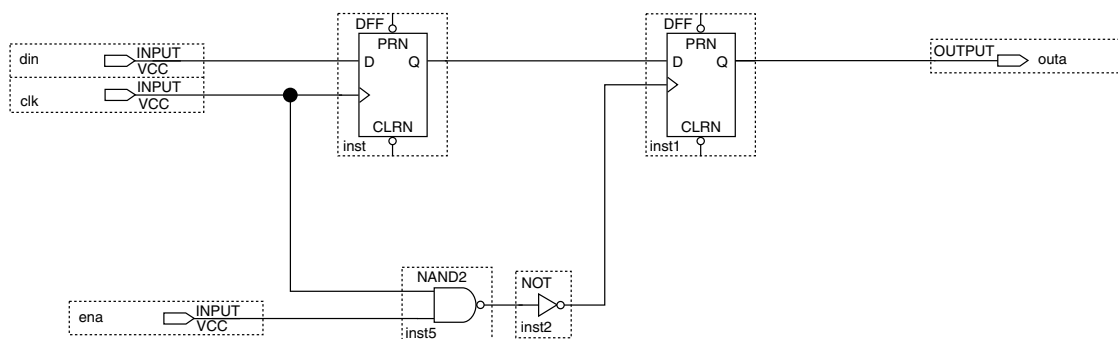 DFF
DFF
din
INPUT
VCC
PRN
D
Q
PRN
D
Q
OUTPUT
outa
clk
INPUT
VCC
CLRN
inst
CLRN
inst1
NAND2
NOT
ena
INPUT
VCC
inst5
inst2